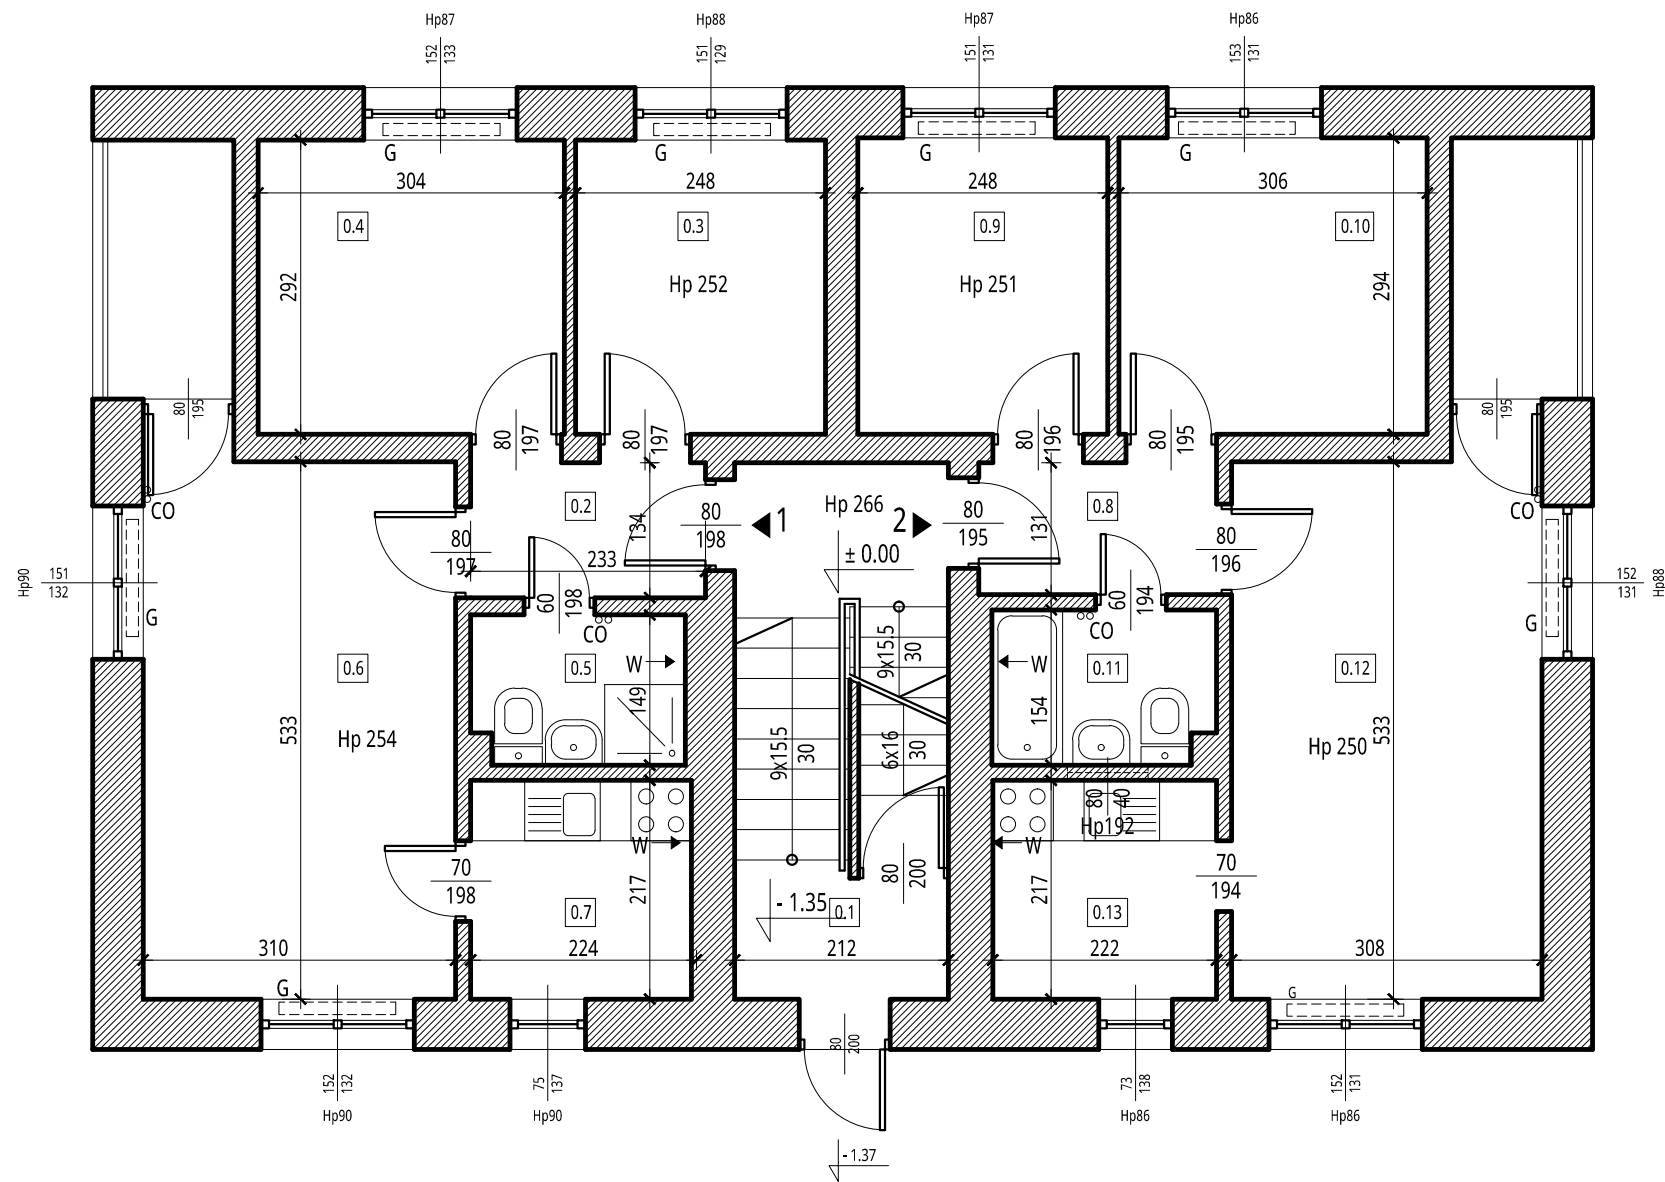 Hp87
Hp88
Hp87
Hp86
152
133
151
129
151
131
153
131
G
G
G
G
304
248
248
306
0.4
0.3
0.9
0.10
292
Hp 252
Hp 251
294
80
195
80
197
80
197
80
196
80
195
80
195
CO
CO
0.2
0.8
Hp 266
± 0.00
1
2
134
131
80
198
80
195
80
197
80
196
233
60
198
60
194
Hp90
151
132
G
152
131
Hp88
G
CO
CO
W
W
0.6
0.5
0.11
0.12
149
154
9x15.5
30
9x15.5
30
6x16
30
533
Hp 254
Hp 250
533
80
40
Hp192
W
W
70
198
70
194
217
217
80
200
- 1.35
0.7
0.1
0.13
310
224
212
222
308
G
G
80
200
152
132
75
137
73
138
152
131
Hp90
Hp90
Hp86
Hp86
- 1.37